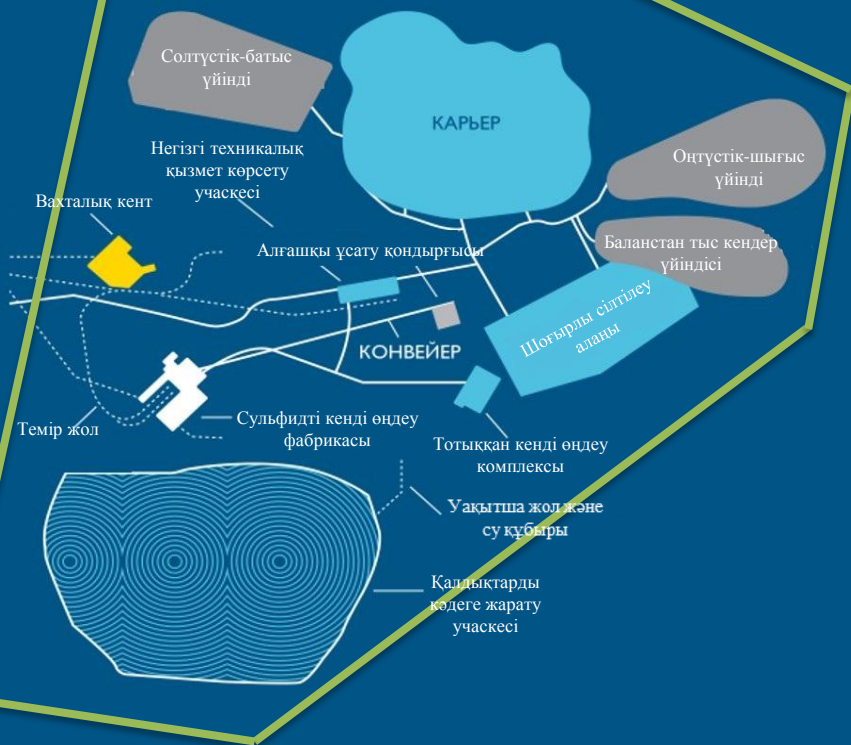 Солтүстік-батыс
үйінді
КАРЬЕР
Негізгі техникалық
қызмет көрсету
учаскесі
Оңтүстік-шығыс
үйінді
Вахталық кент
Алғашқы ұсату қондырғысы
Баланстан тыс кендер
үйіндісі
Шоғырлы сілтілеу
алаңы
КОНВЕЙЕР
Темір жол
Сульфидті кенді өңдеу
фабрикасы
Тотыққан кенді өңдеу
комплексы
Уақытша жол және
су құбыры
Қалдықтарды
кәдеге жарату
учаскесі